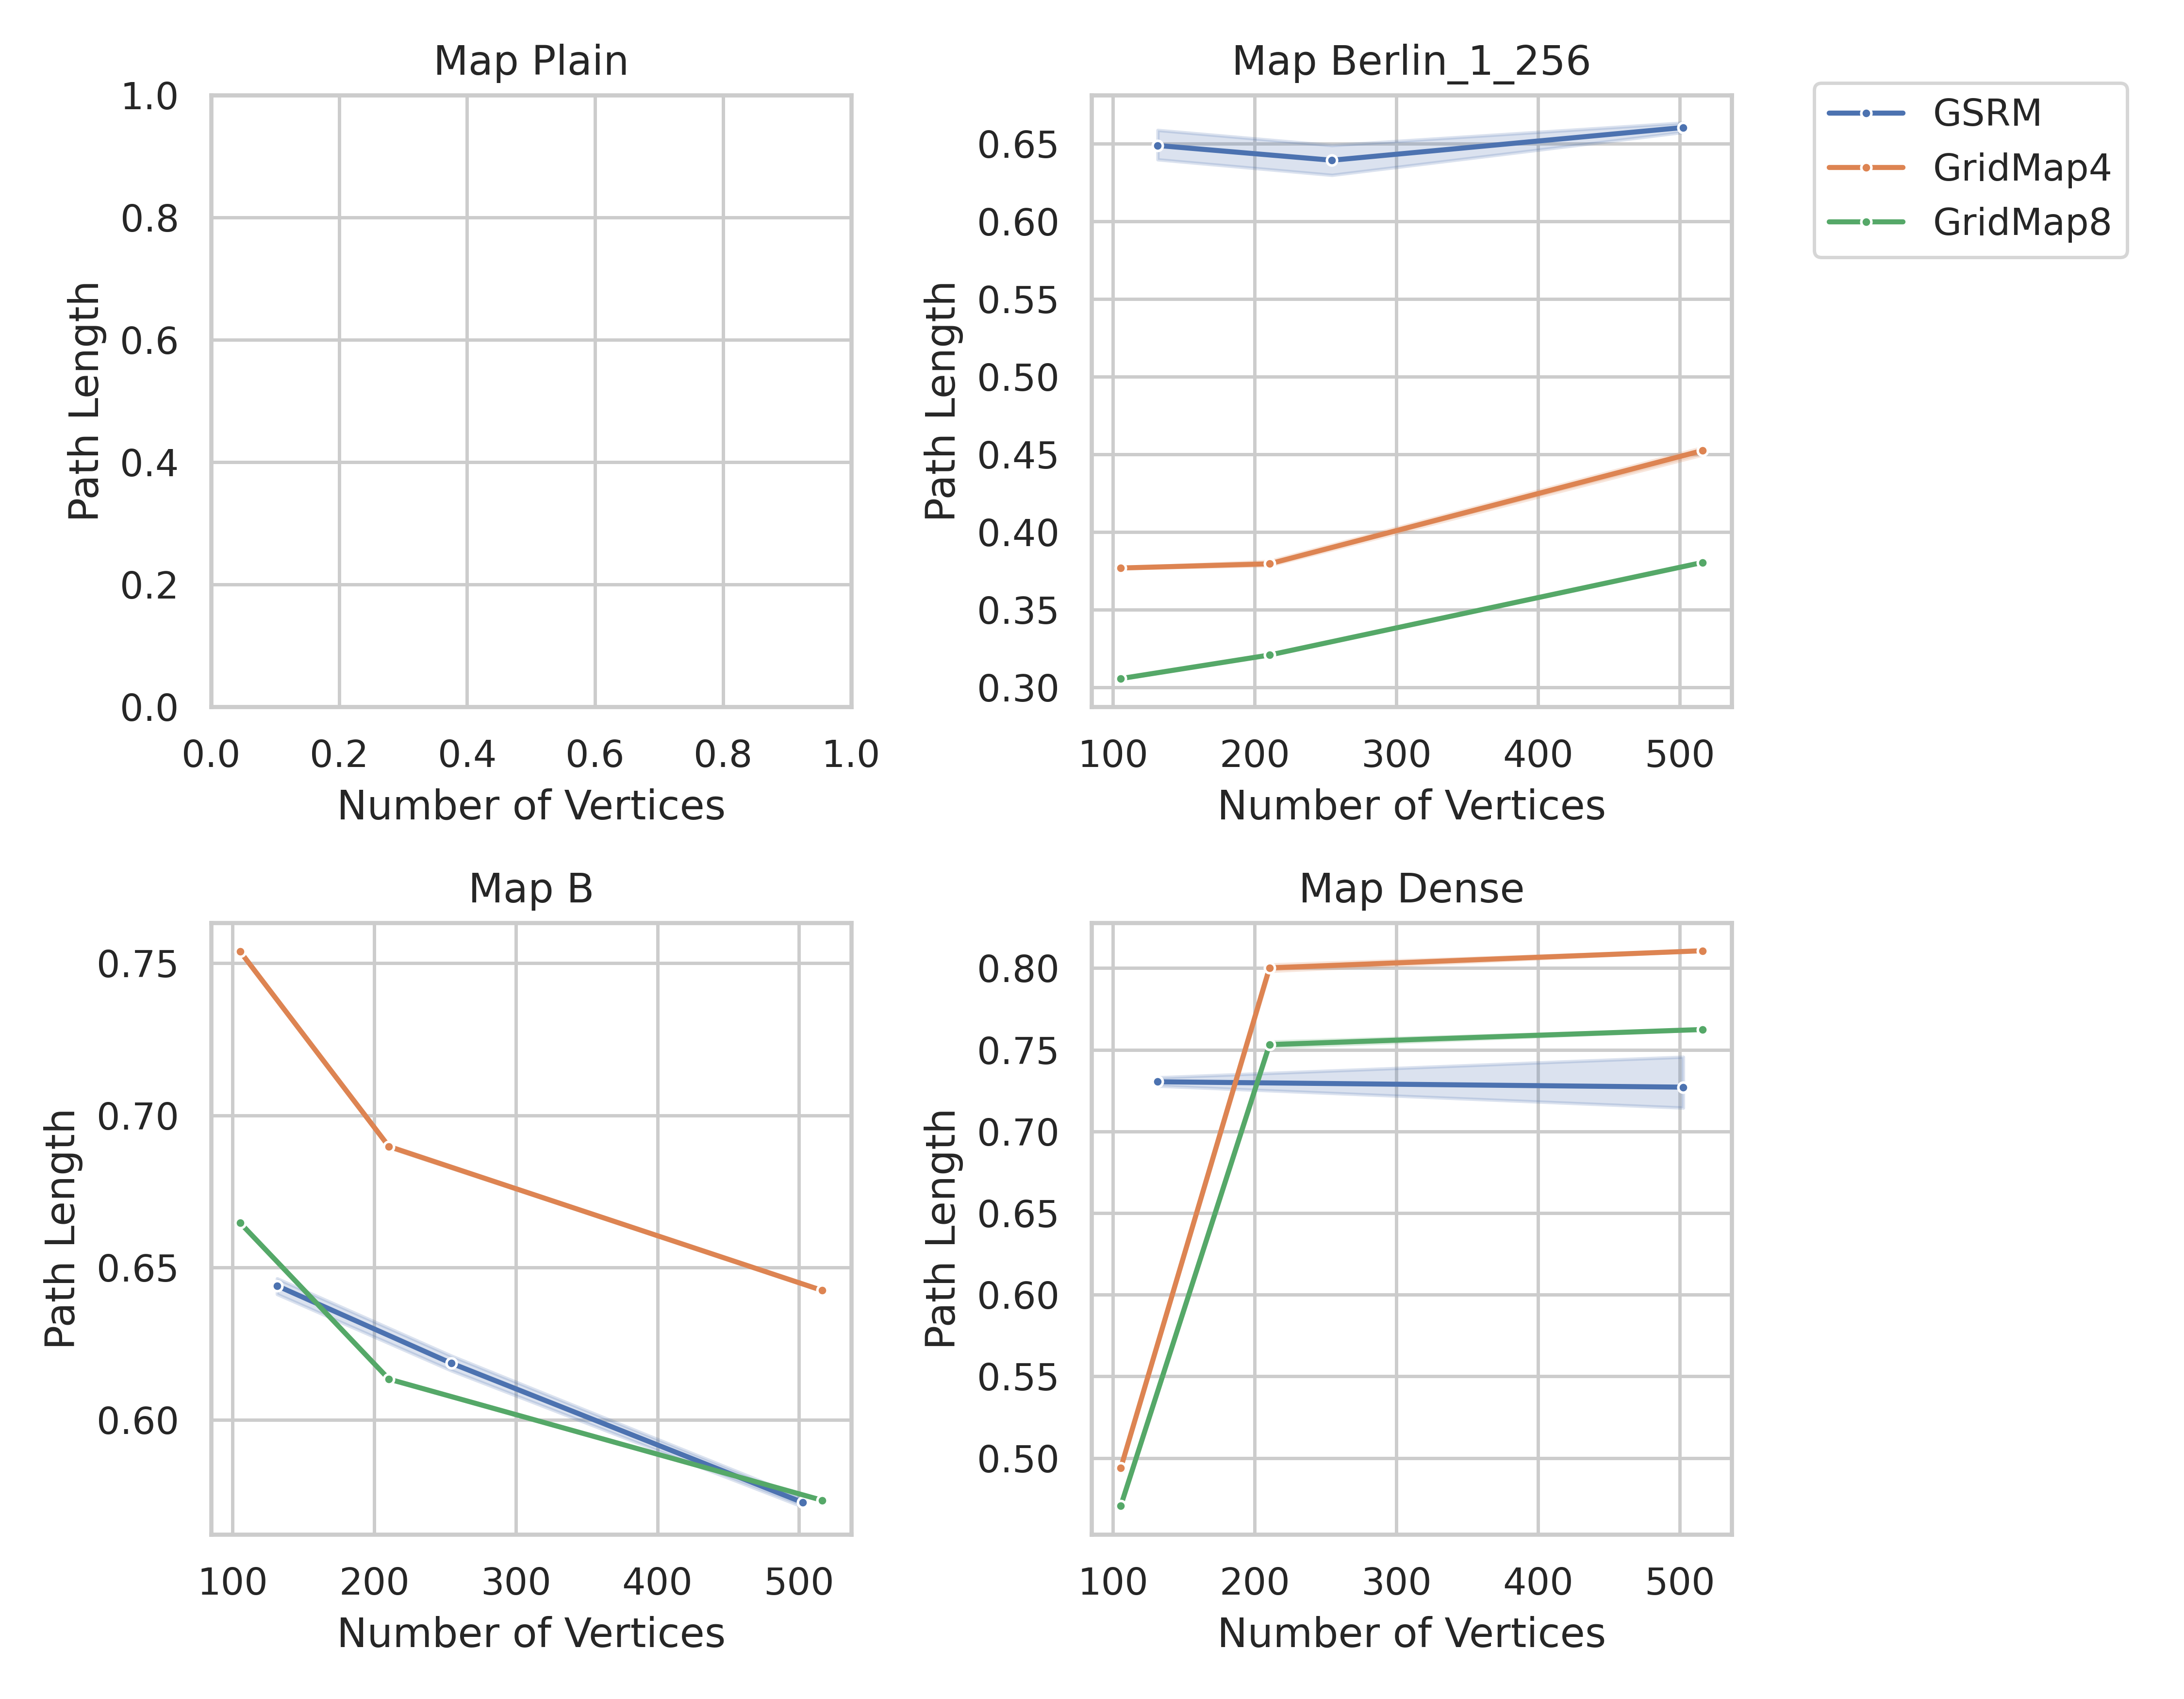 Map Plain
Path Length
1.0
0.8
0.6
0.4
0.2
0.0
0.0 0.2 0.4 0.6 0.8 1.0
Number of Vertices
Map Berlin_1_256
Path Length
0.65
0.60
0.55
0.50
0.45
0.40
0.35
0.30
100 200 300 400 500
Number of Vertices
GSRM
GridMap4
GridMap8
Map B
Path Length
0.75
0.70
0.65
0.60
100 200 300 400 500
Number of Vertices
Map Dense
Path Length
0.80
0.75
0.70
0.65
0.60
0.55
0.50
100 200 300 400 500
Number of Vertices